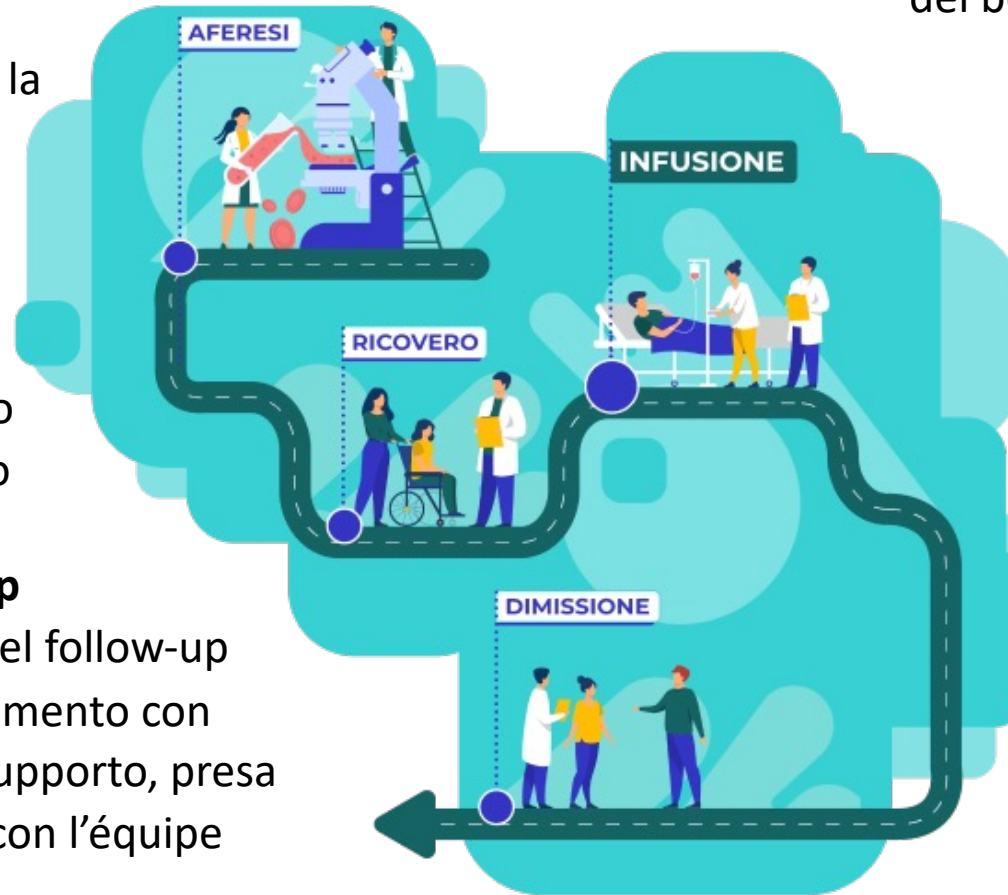 AFERESI
la
INFUSIONE
RICOVERO
o
o
p
el follow-up
mento con
upporto, presa
con l'équipe
DIMISSIONE